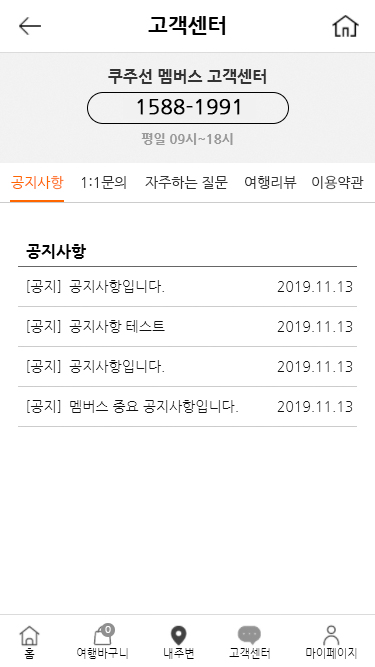 고객센터
쿠주선 멤버스 고객센터
1588-1991
평일 09시~18시
공지사항 1:1문의 자주하는 질문 여행리뷰 이용약관
공지사항
[공지] 공지사항입니다. 2019.11.13
[공지] 공지사항 테스트 2019.11.13
[공지] 공지사항입니다. 2019.11.13
[공지] 멤버스 중요 공지사항입니다. 2019.11.13
0
홈 여행바구니 내주변 고객센터 마이페이지